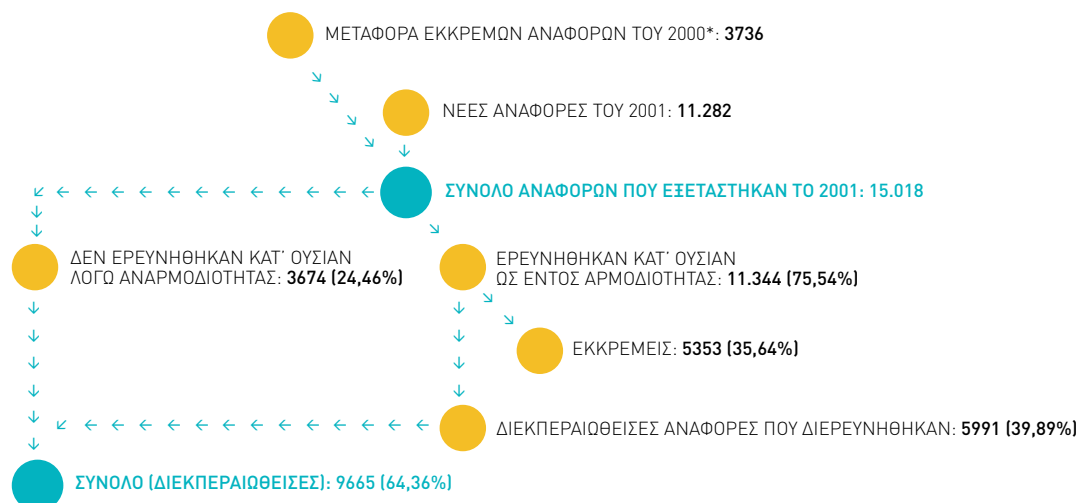 ΜΕΤΑΦΟΡΑ ΕΚΚΡΕΜΩΝ ΑΝΑΦΟΡΩΝ ΤΟΥ 2000*: 3736
ΝΕΕΣ ΑΝΑΦΟΡΕΣ ΤΟΥ 2001: 11.282
ΣΥΝΟΛΟ ΑΝΑΦΟΡΩΝ ΠΟΥ ΕΞΕΤΑΣΤΗΚΑΝ ΤΟ 2001: 15.018
ΔΕΝ ΕΡΕΥΝΗΘΗΚΑΝ ΚΑΤ' ΟΥΣΙΑΝ
ΛΟΓΩ ΑΝΑΡΜΟΔΙΟΤΗΤΑΣ: 3674 (24,46%)
ΕΡΕΥΝΗΘΗΚΑΝ ΚΑΤ' ΟΥΣΙΑΝ
ΩΣ ΕΝΤΟΣ ΑΡΜΟΔΙΟΤΗΤΑΣ: 11.344 (75,54%)
ΕΚΚΡΕΜΕΙΣ: 5353 (35,64%)
ΔΙΕΚΠΕΡΑΙΩΘΕΙΣΕΣ ΑΝΑΦΟΡΕΣ ΠΟΥ ΔΙΕΡΕΥΝΗΘΗΚΑΝ: 5991 (39,89%)
ΣΥΝΟΛΟ (ΔΙΕΚΠΕΡΑΙΩΘΕΙΣΕΣ): 9665 (64,36%)